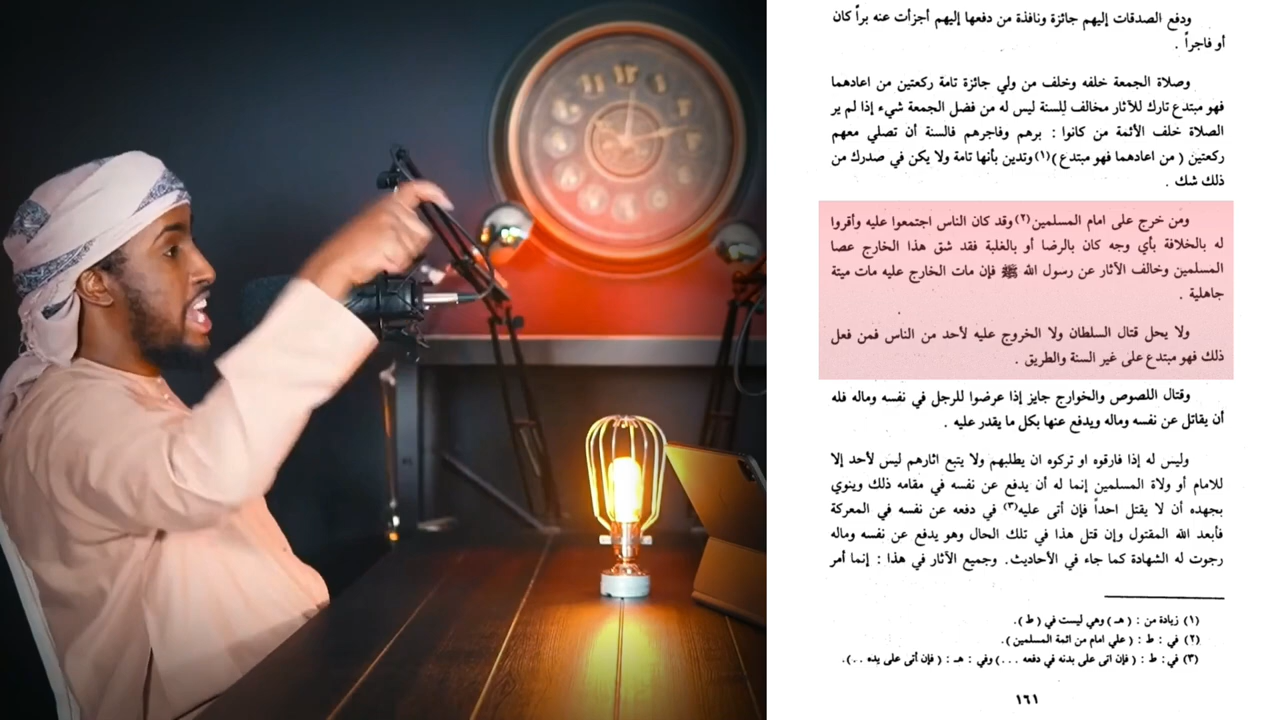 ودفع الصدقات إليهم جائزة ونافذة من دفعها إليهم أجزأت عنه براً كان
أو فاجراً .
وصلاة الجمعة خلفه وخلف من ولي جائزة تامة ركعتين من اعادهما
فهو مبتدع تارك للآثار مخالف للسنة ليس له من فضل الجمعة شيء إذا لم ير
الصلاة خلف الأئمة من كانوا : برهم وفاجرهم فالسنة أن تصلي معهم
ركعتين ( من اعادهما فهو مبتدع )(١) وتدين بأنها تامة ولا يكن في صدرك من
ذلك شك .
ومن خرج على امام المسلمين(٢) وقد كان الناس اجتمعوا عليه وأقروا
له بالخلافة بأي وجه كان بالرضا أو بالغلبة فقد شق هذا الخارج عصا
المسلمين وخالف الآثار عن رسول الله ﷺ فإن مات الخارج عليه مات ميتة
جاهلية .
ولا يحل قتال السلطان ولا الخروج عليه لأحد من الناس فمن فعل
ذلك فهو مبتدع على غير السنة والطريق .
وقتال اللصوص والخوارج جايز إذا عرضوا للرجل في نفسه وماله فله
أن يقاتل عن نفسه وماله ويدفع عنها بكل ما يقدر عليه .
وليس له إذا فارقوه او تركوه ان يطلبهم ولا يتبع اثارهم ليس لأحد إلا
للامام أو ولاة المسلمين إنما له أن يدفع عن نفسه في مقامه ذلك وينوي
بجهده أن لا يقتل احداً فإن أتى عليه(٣) في دفعه عن نفسه في المعركة
فأبعد الله المقتول وإن قتل هذا في تلك الحال وهو يدفع عن نفسه وماله
رجوت له الشهادة كما جاء في الأحاديث. وجميع الآثار في هذا : إنما أمر
(١) زيادة من : ( هـ ) وهي ليست في ( ط ).
(٢) في : ط : ( علي امام من ائمة المسلمين ).
(٣) في : ط : ( فإن اتى على بدنه في دفعه ...) وفي : هـ : ( فإن أتى على يده ..).
١٦١